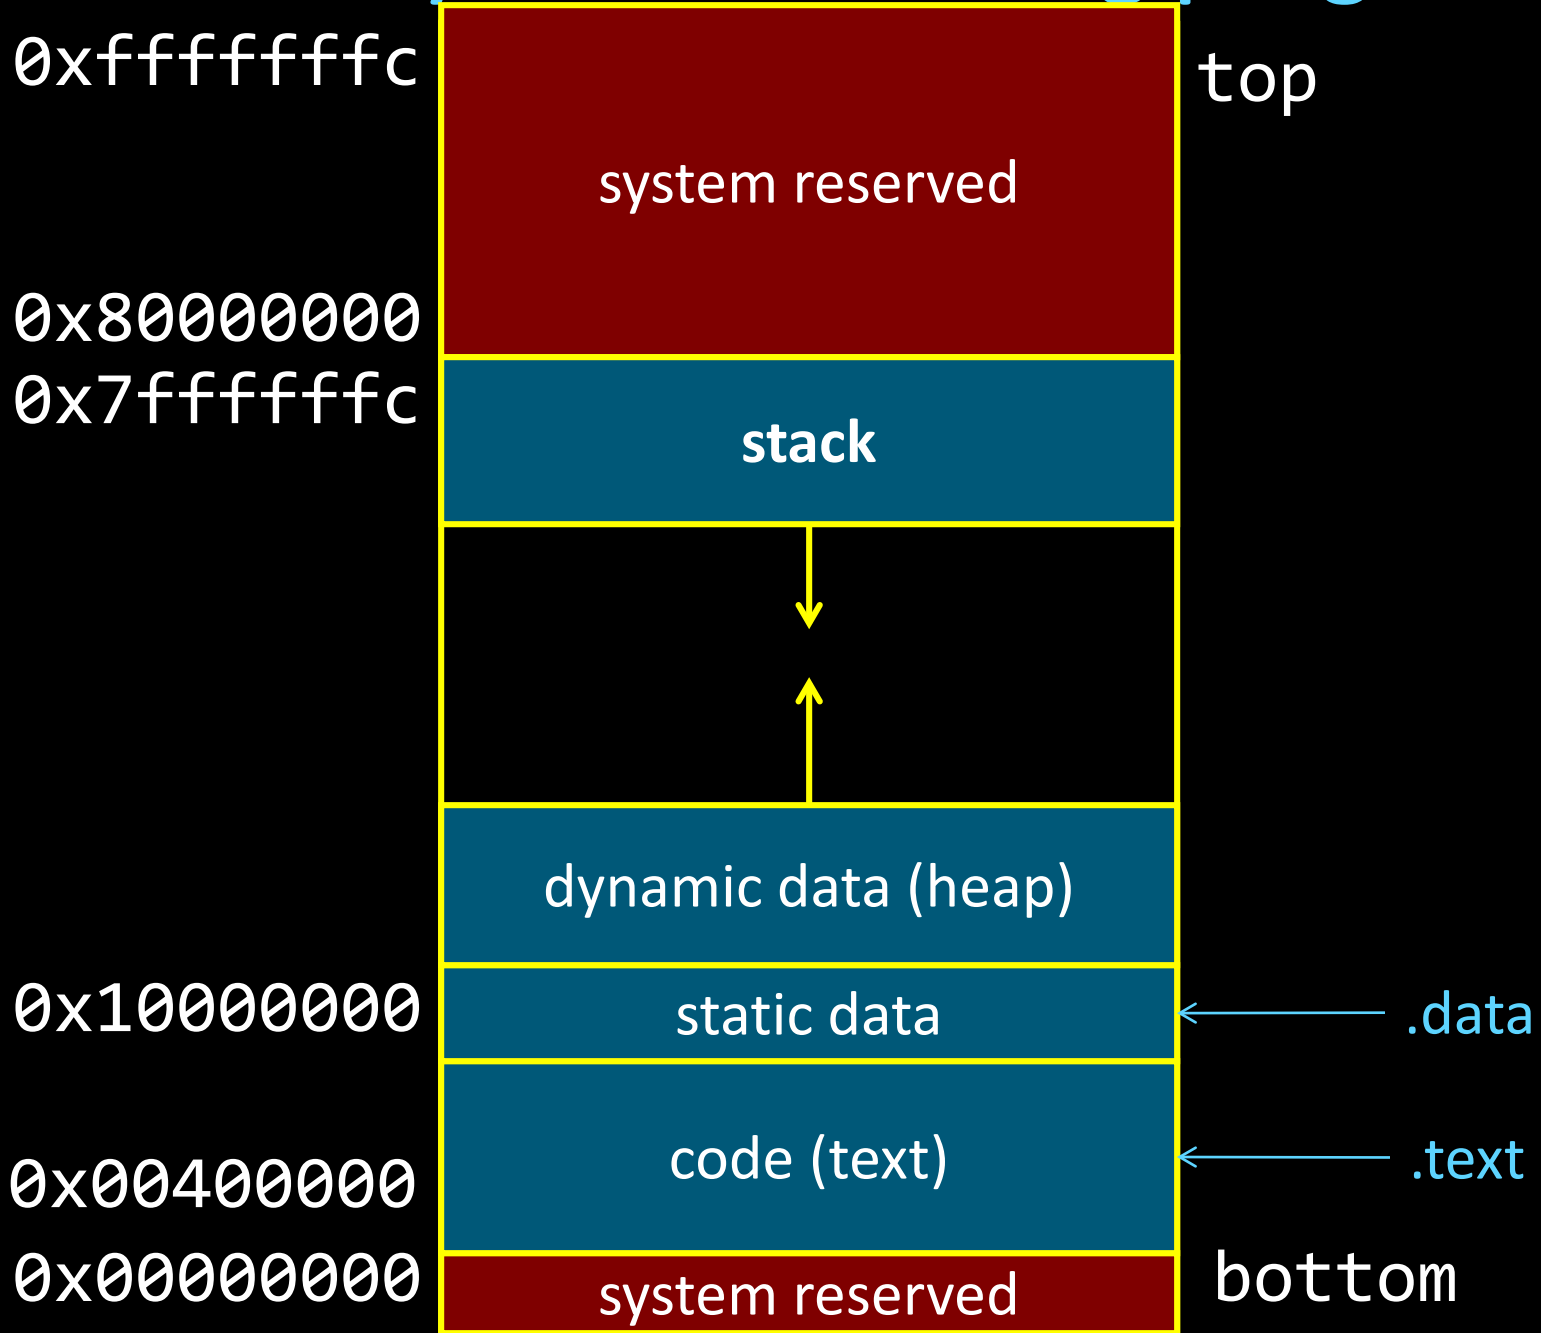 0xfffffffc
top
system reserved
0x80000000
0x7ffffffc
stack
dynamic data (heap)
0x10000000
static data
.data
code (text)
.text
0x00400000
0x00000000
bottom
system reserved